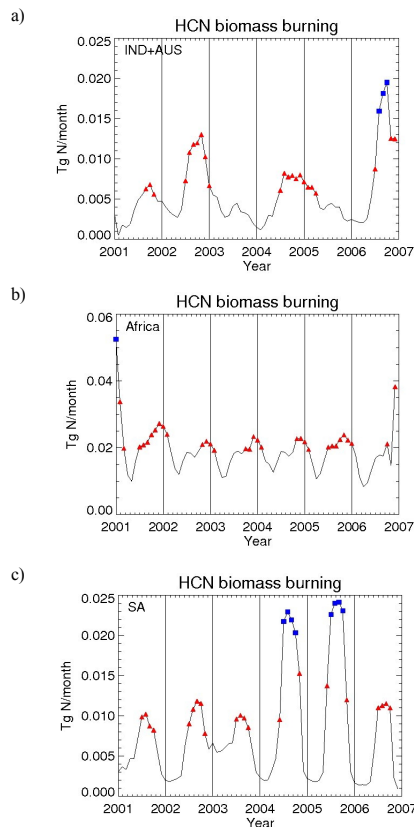 a)
HCN biomass burning
IND+AUS
0.025
0.020
0.015
0.010
0.005
0.000
Tg N/month
2001 2002 2003 2004 2005 2006 2007
Year
b)
HCN biomass burning
Africa
0.06
0.04
0.02
0.00
Tg N/month
2001 2002 2003 2004 2005 2006 2007
Year
c)
HCN biomass burning
SA
0.025
0.020
0.015
0.010
0.005
0.000
Tg N/month
2001 2002 2003 2004 2005 2006 2007
Year